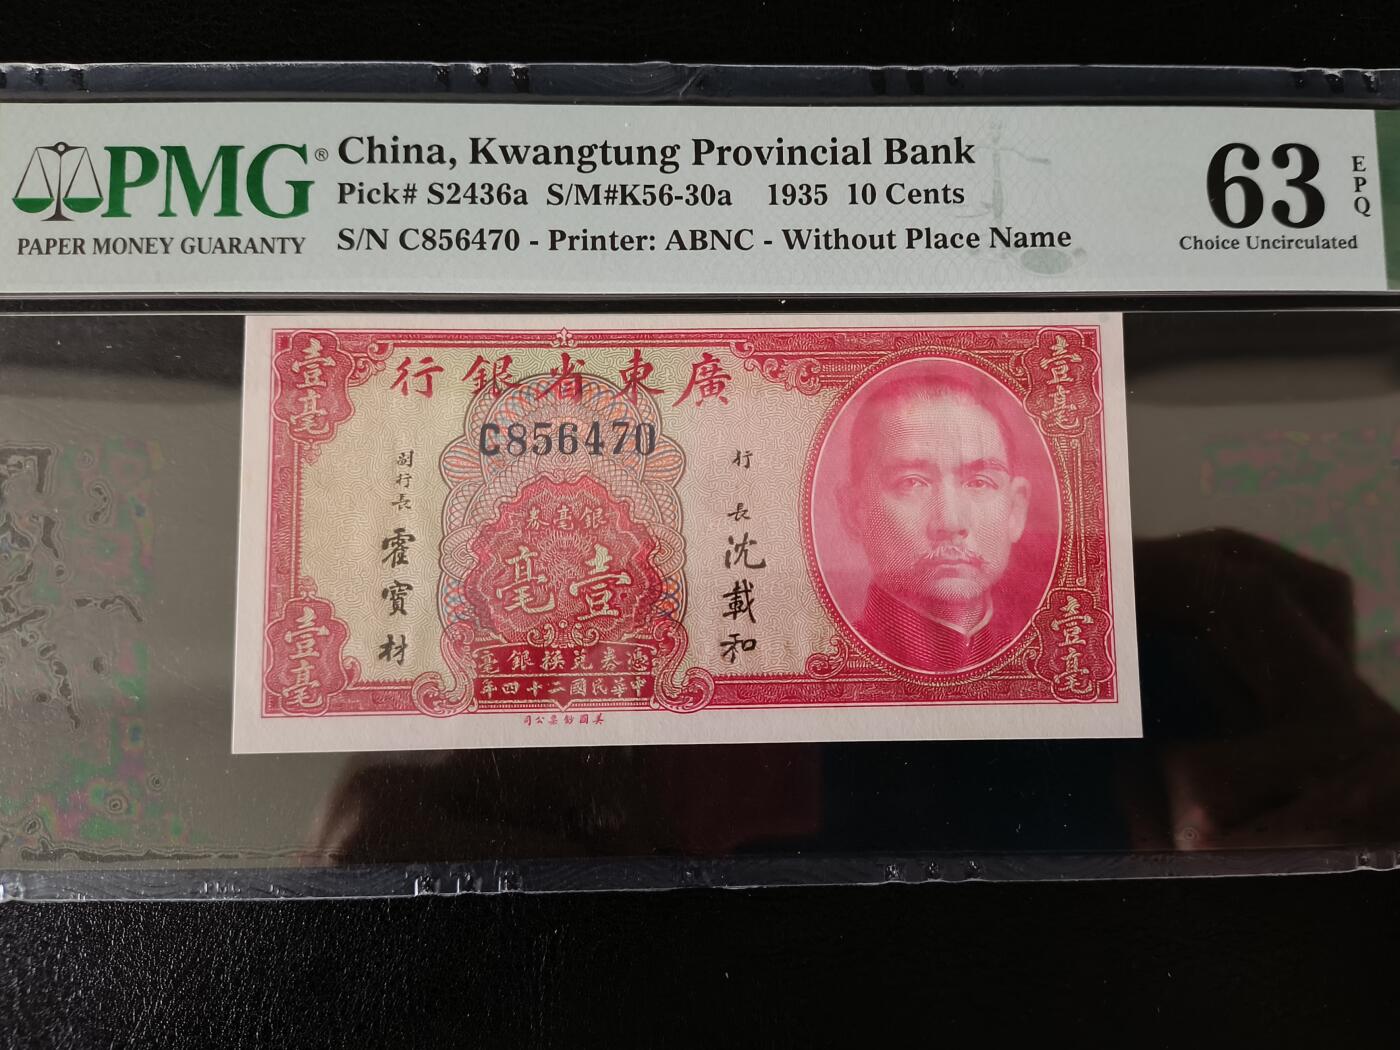 PMG®
PAPER MONEY GUARANTY
China, Kwangtung Provincial Bank
Pick# S2436a S/M#K56-30a 1935 10 Cents
S/N C856470 - Printer: ABNC - Without Place Name
63
EPQ
Choice Uncirculated
壹毫
行銀省東廣
壹毫
C856470
副行長
霍寶材
行長
沈載和
券毫銀
毫壹
毫銀換兌券憑
年四十二國民華中
壹毫
壹毫
司公票鈔國美
PMG